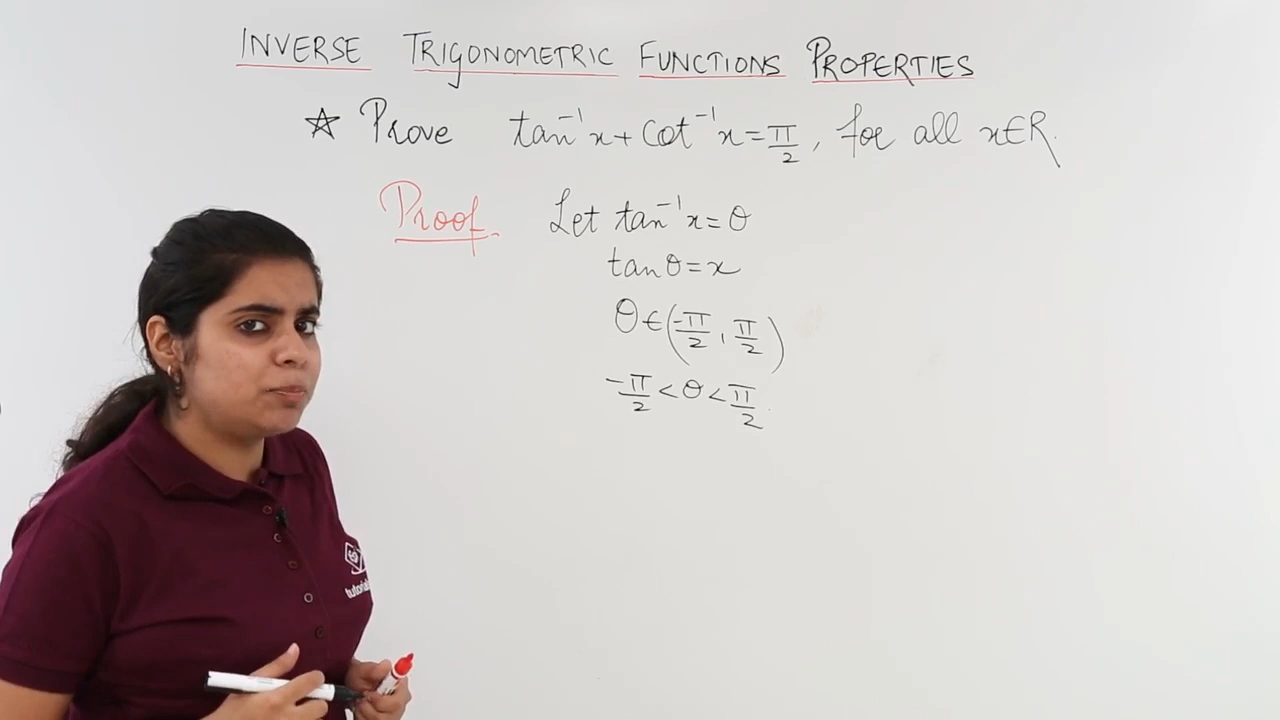 INVERSE TRIGONOMETRIC FUNCTIONS PROPERTIES
☆ Prove tan⁻¹x + cot⁻¹x = π/2, for all x∈R.
Proof. Let tan⁻¹x = θ
tanθ = x
θ∈(-π/2, π/2)
-π/2 < θ < π/2